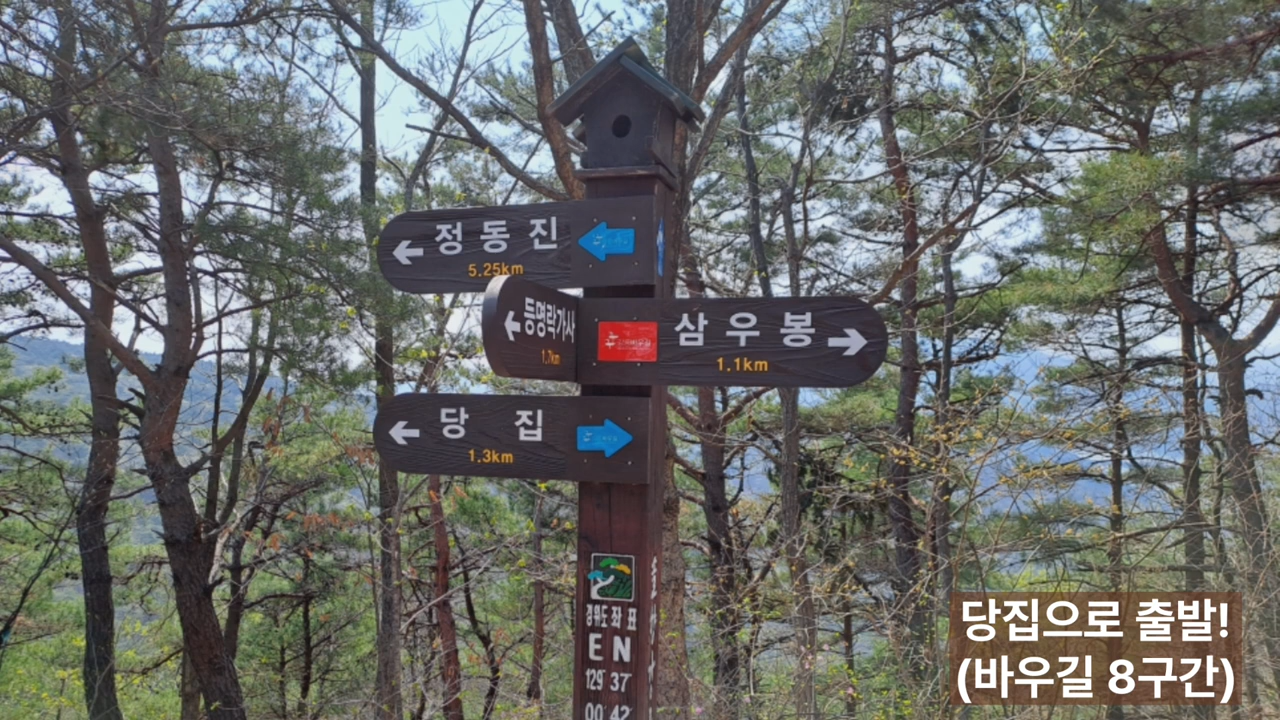 정동진
5.25km
등명락가사
1.7km
삼우봉
1.1km
당집
1.3km
경위도 좌표
E N
129° 37°
00' 42'
당집으로 출발!
(바우길 8구간)